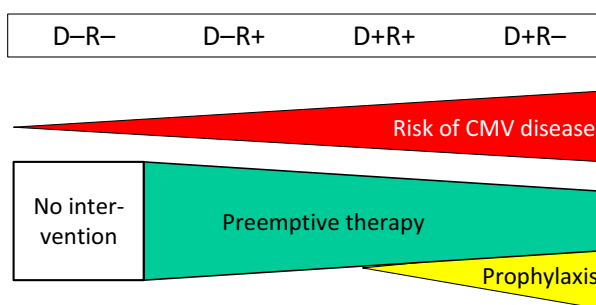 D–R– D–R+ D+R+ D+R–
Risk of CMV disease
No inter-
vention
Preemptive therapy
Prophylaxis